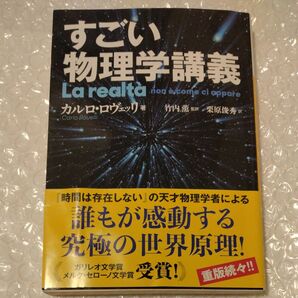 すごい
物理学講義
La realtà
non è come ci appare
カルロ・ロヴェッリ 著
Carlo Rovelli
竹内 薫 監訳 栗原俊秀 訳
「時間は存在しない」の天才物理学者による
誰もが感動する
究極の世界原理!
ガリレオ文学賞
メルク・セローノ文学賞
受賞!
重版続々!!